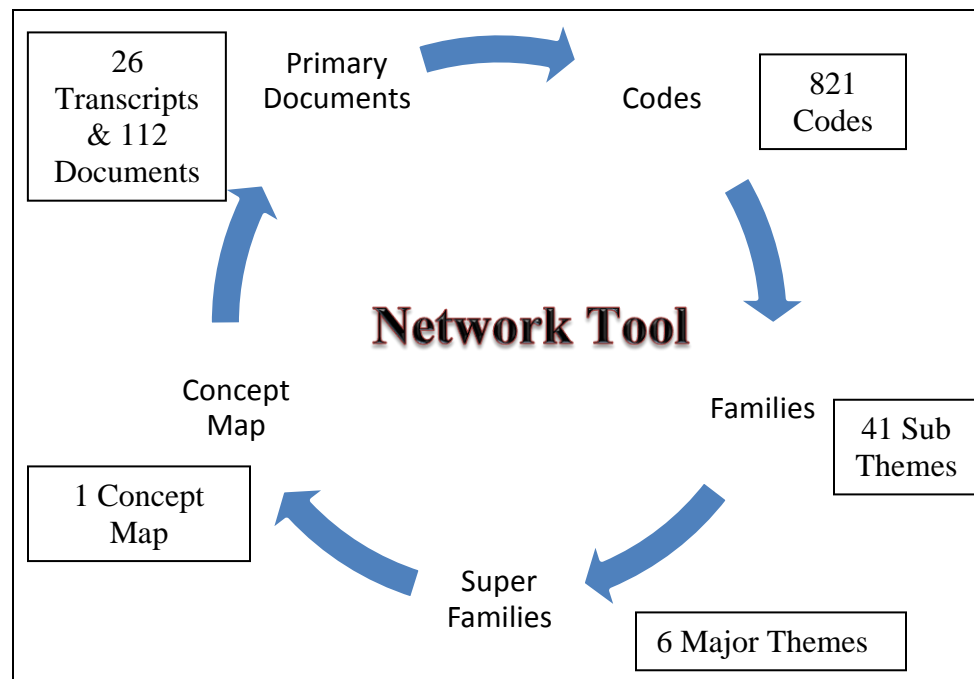 26
Transcripts
& 112
Documents
Primary
Documents
Codes
821
Codes
Network Tool
Concept
Map
Families
41 Sub
Themes
1 Concept
Map
Super
Families
6 Major Themes